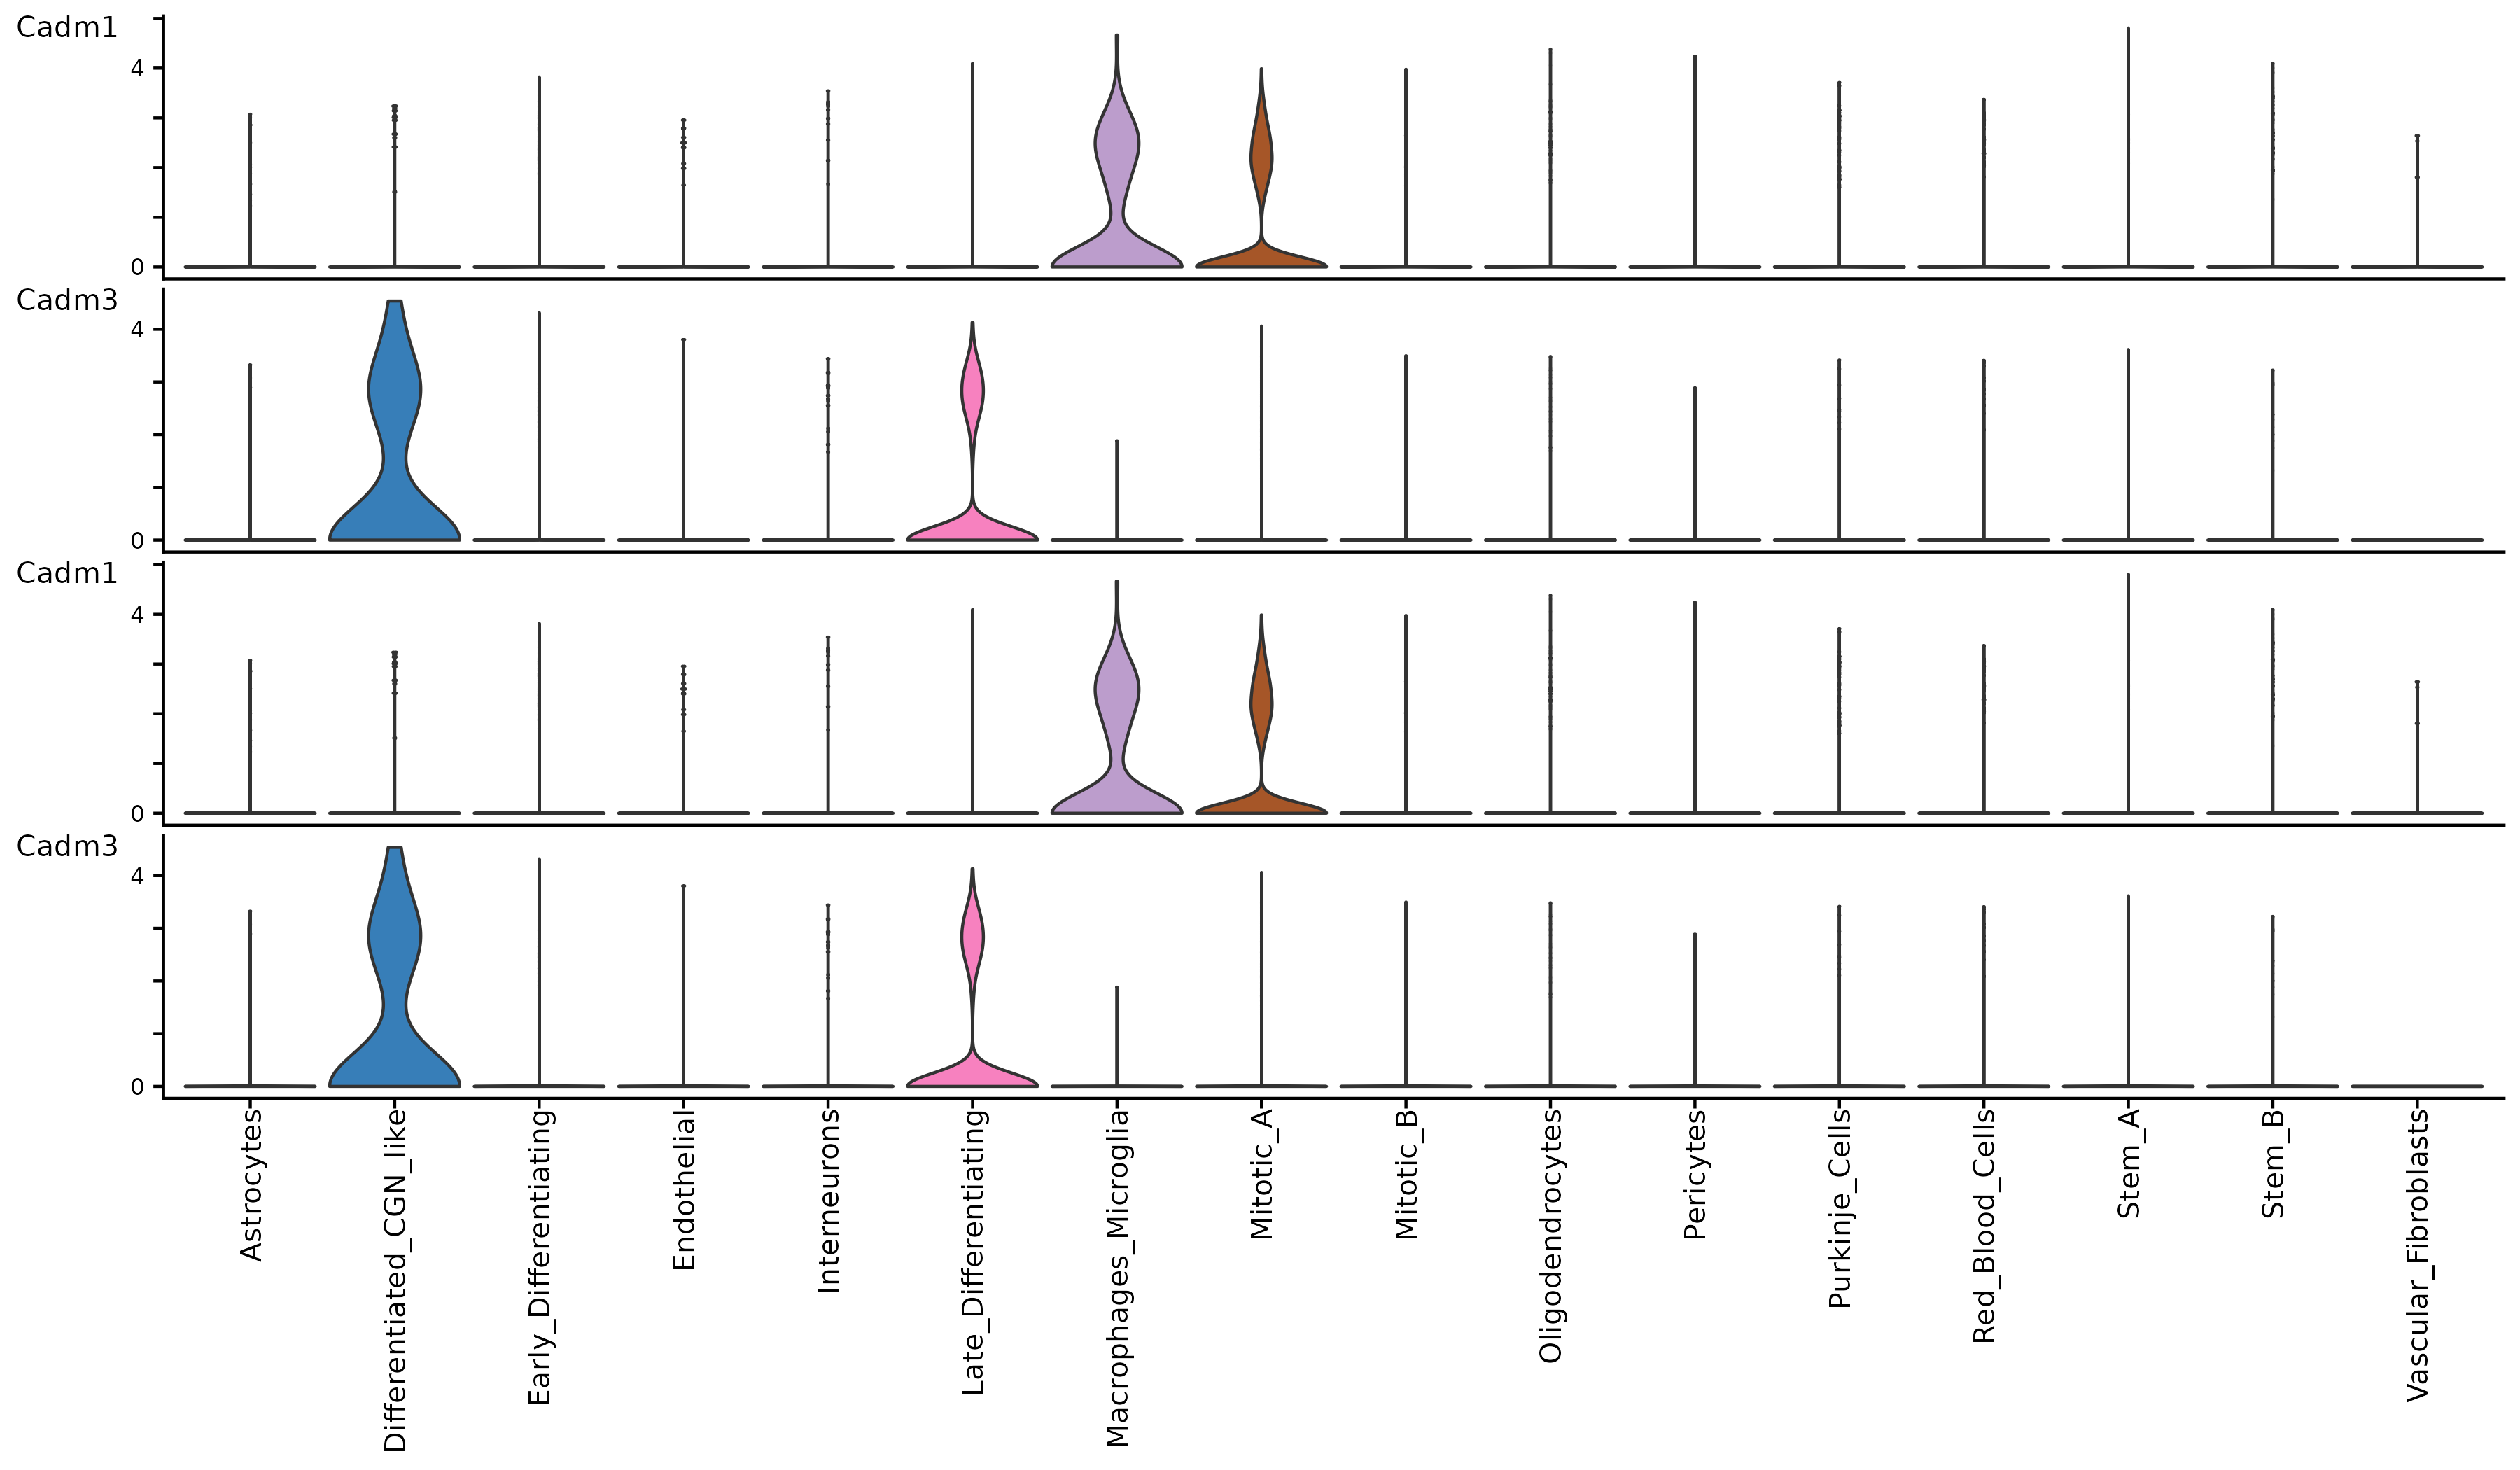 Cadm1
4
0
Cadm3
4
0
Cadm1
4
0
Cadm3
4
0
Astrocytes
Differentiated_CGN_like
Early_Differentiating
Endothelial
Interneurons
Late_Differentiating
Macrophages_Microglia
Mitotic_A
Mitotic_B
Oligodendrocytes
Pericytes
Purkinje_Cells
Red_Blood_Cells
Stem_A
Stem_B
Vascular_Fibroblasts